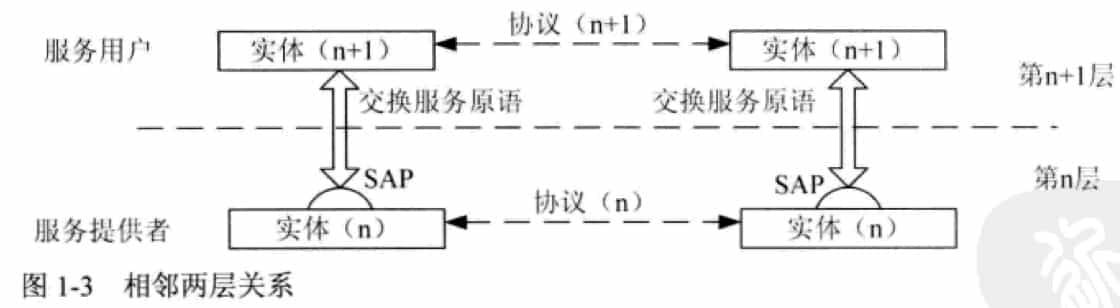 协议（n+1）
服务用户 实体（n+1） 实体（n+1）
第n+1层
交换服务原语 交换服务原语
SAP SAP
第n层
协议（n）
服务提供者 实体（n） 实体（n）
图 1-3 相邻两层关系